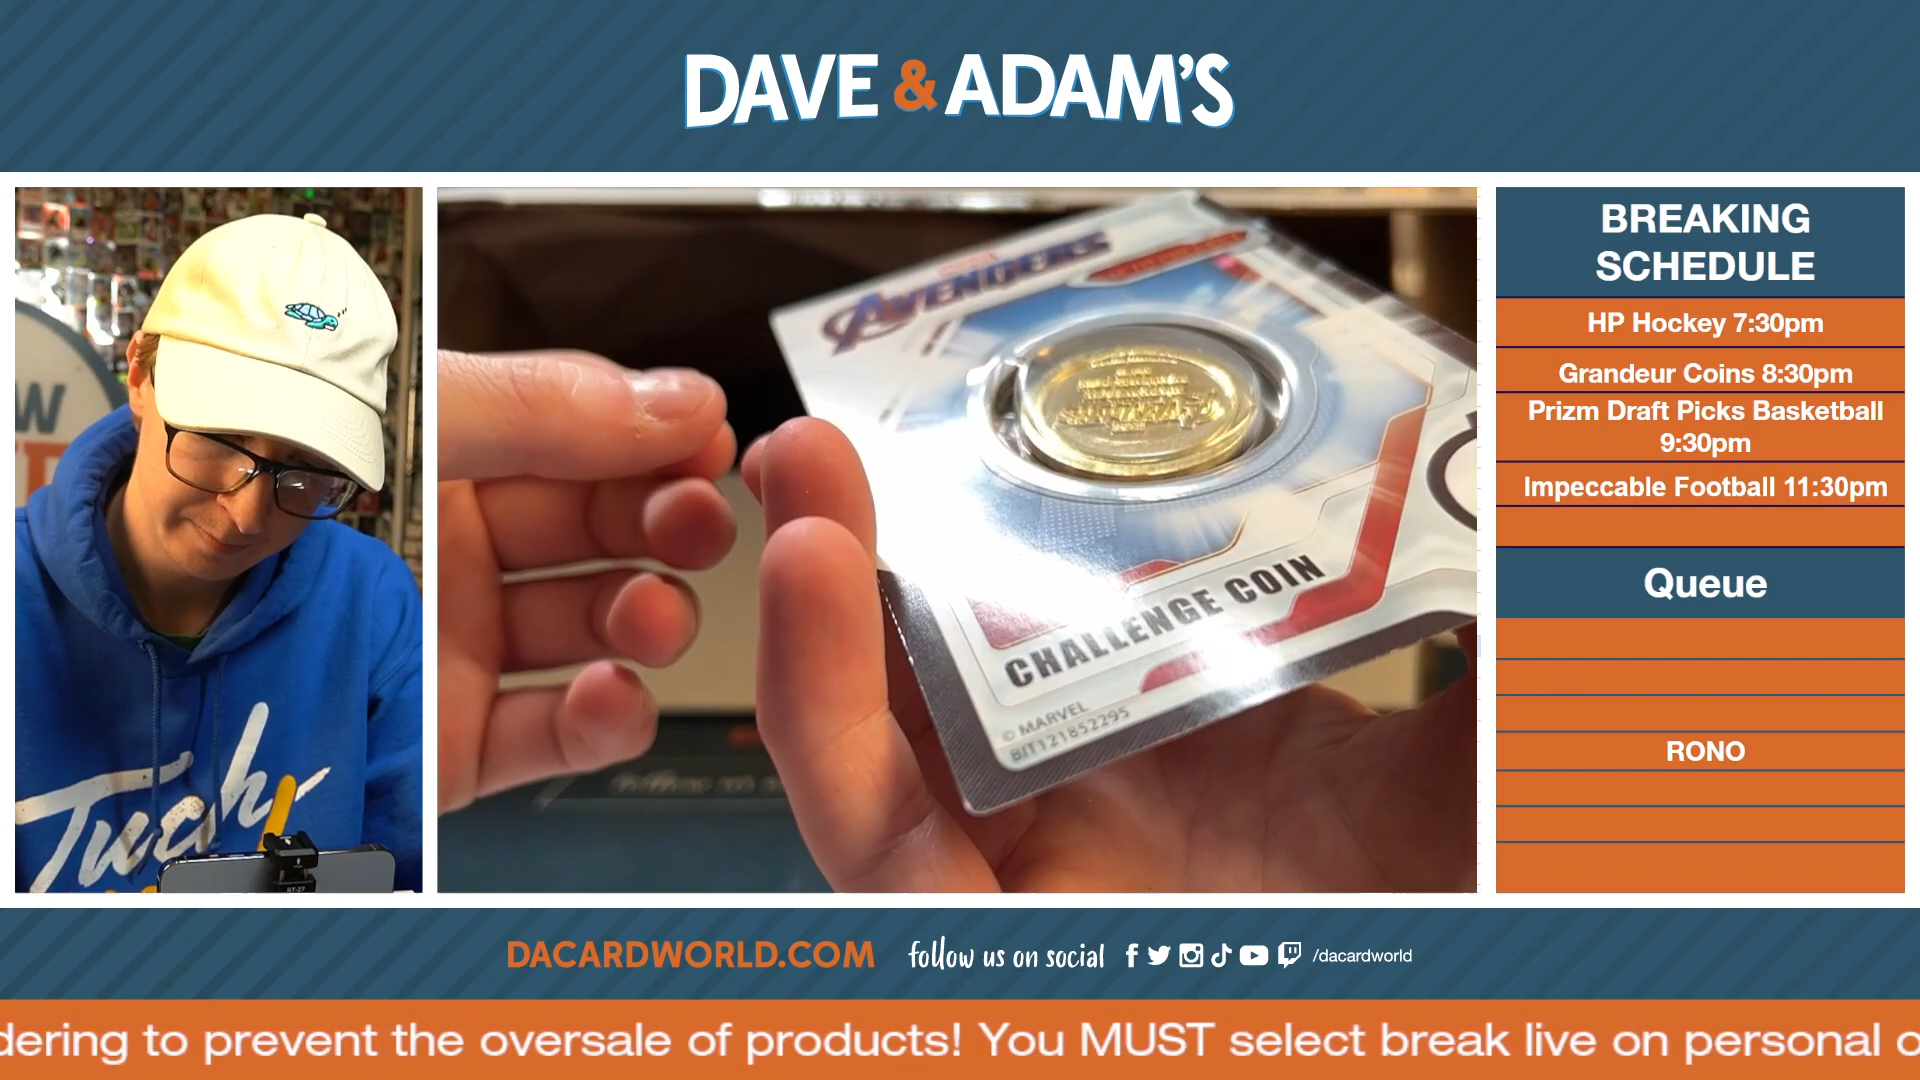 DAVE & ADAM'S
AVENGERS
CHALLENGE COIN
© MARVEL
BIT121852295
Tuch
BREAKING
SCHEDULE
HP Hockey 7:30pm
Grandeur Coins 8:30pm
Prizm Draft Picks Basketball
9:30pm
Impeccable Football 11:30pm
Queue
RONO
DACARDWORLD.COM follow us on social /dacardworld
dering to prevent the oversale of products! You MUST select break live on personal o